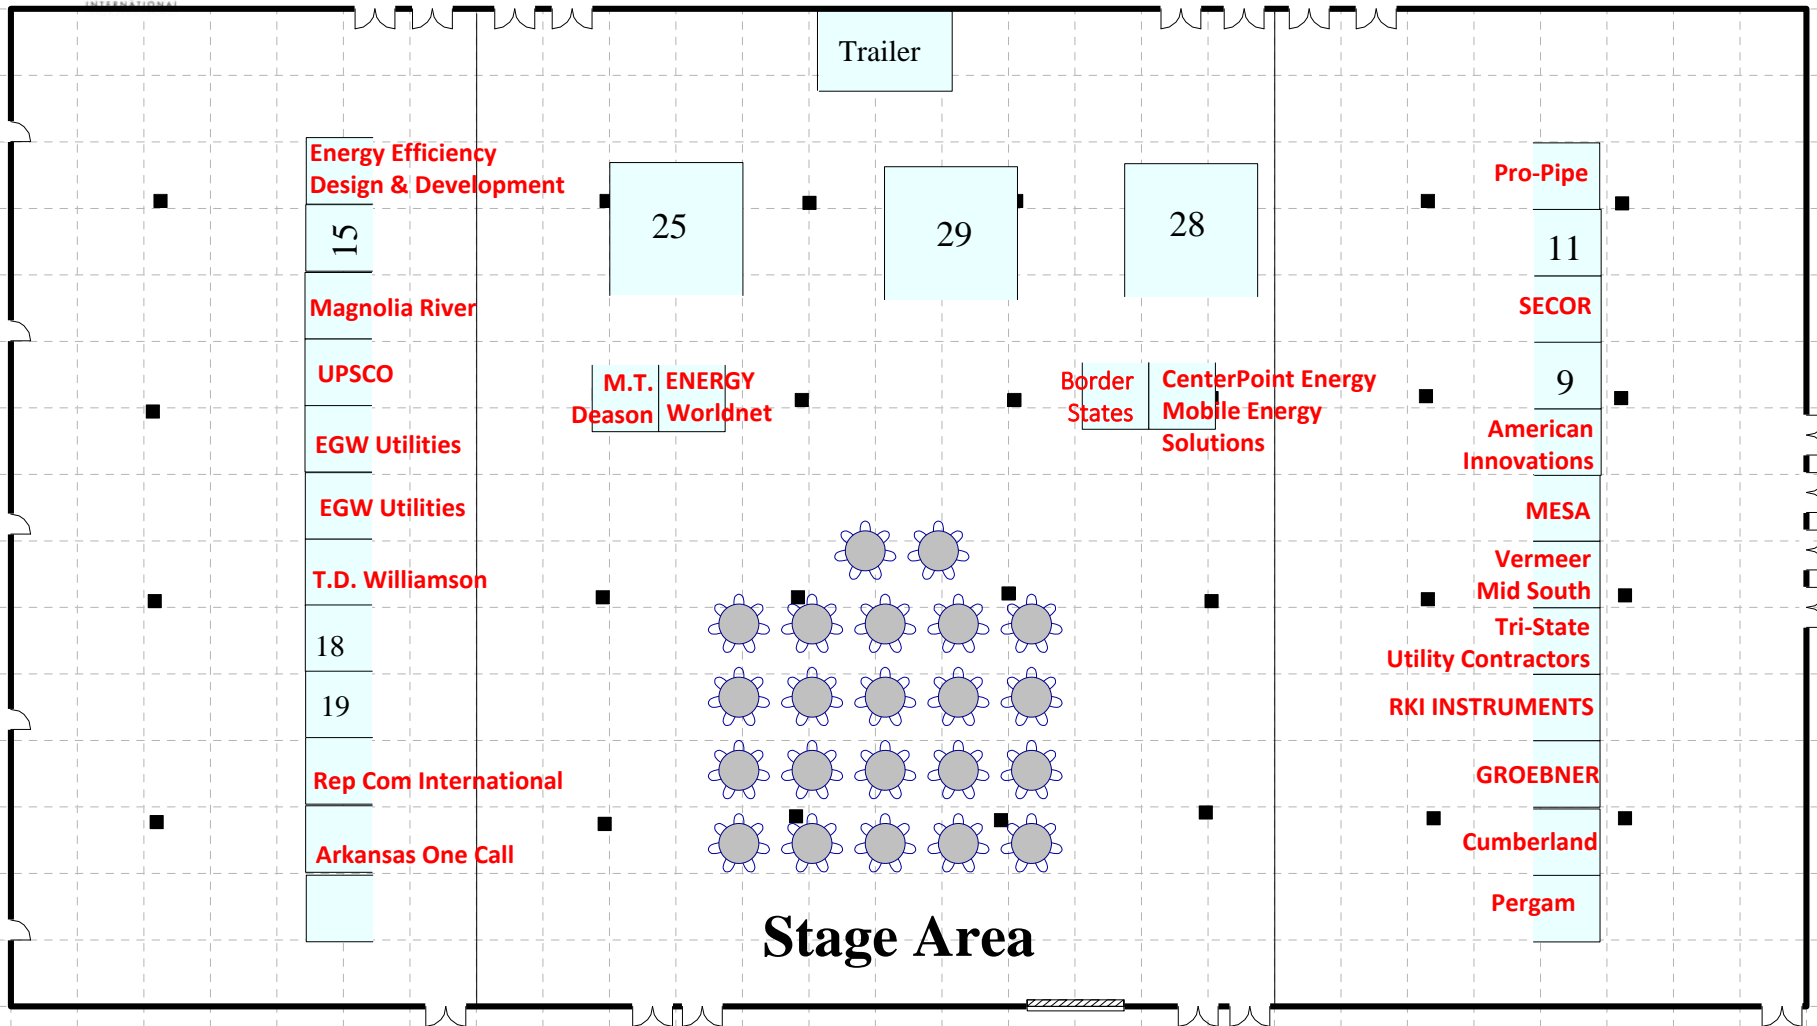 INTERNATIONAL
Trailer
Energy Efficiency
Design & Development
15
Magnolia River
UPSCO
EGW Utilities
EGW Utilities
T.D. Williamson
18
19
Rep Com International
Arkansas One Call
25
29
28
M.T.
Deason
ENERGY
Worldnet
Border
States
CenterPoint Energy
Mobile Energy
Solutions
Stage Area
Pro-Pipe
11
SECOR
9
American
Innovations
MESA
Vermeer
Mid South
Tri-State
Utility Contractors
RKI INSTRUMENTS
GROEBNER
Cumberland
Pergam